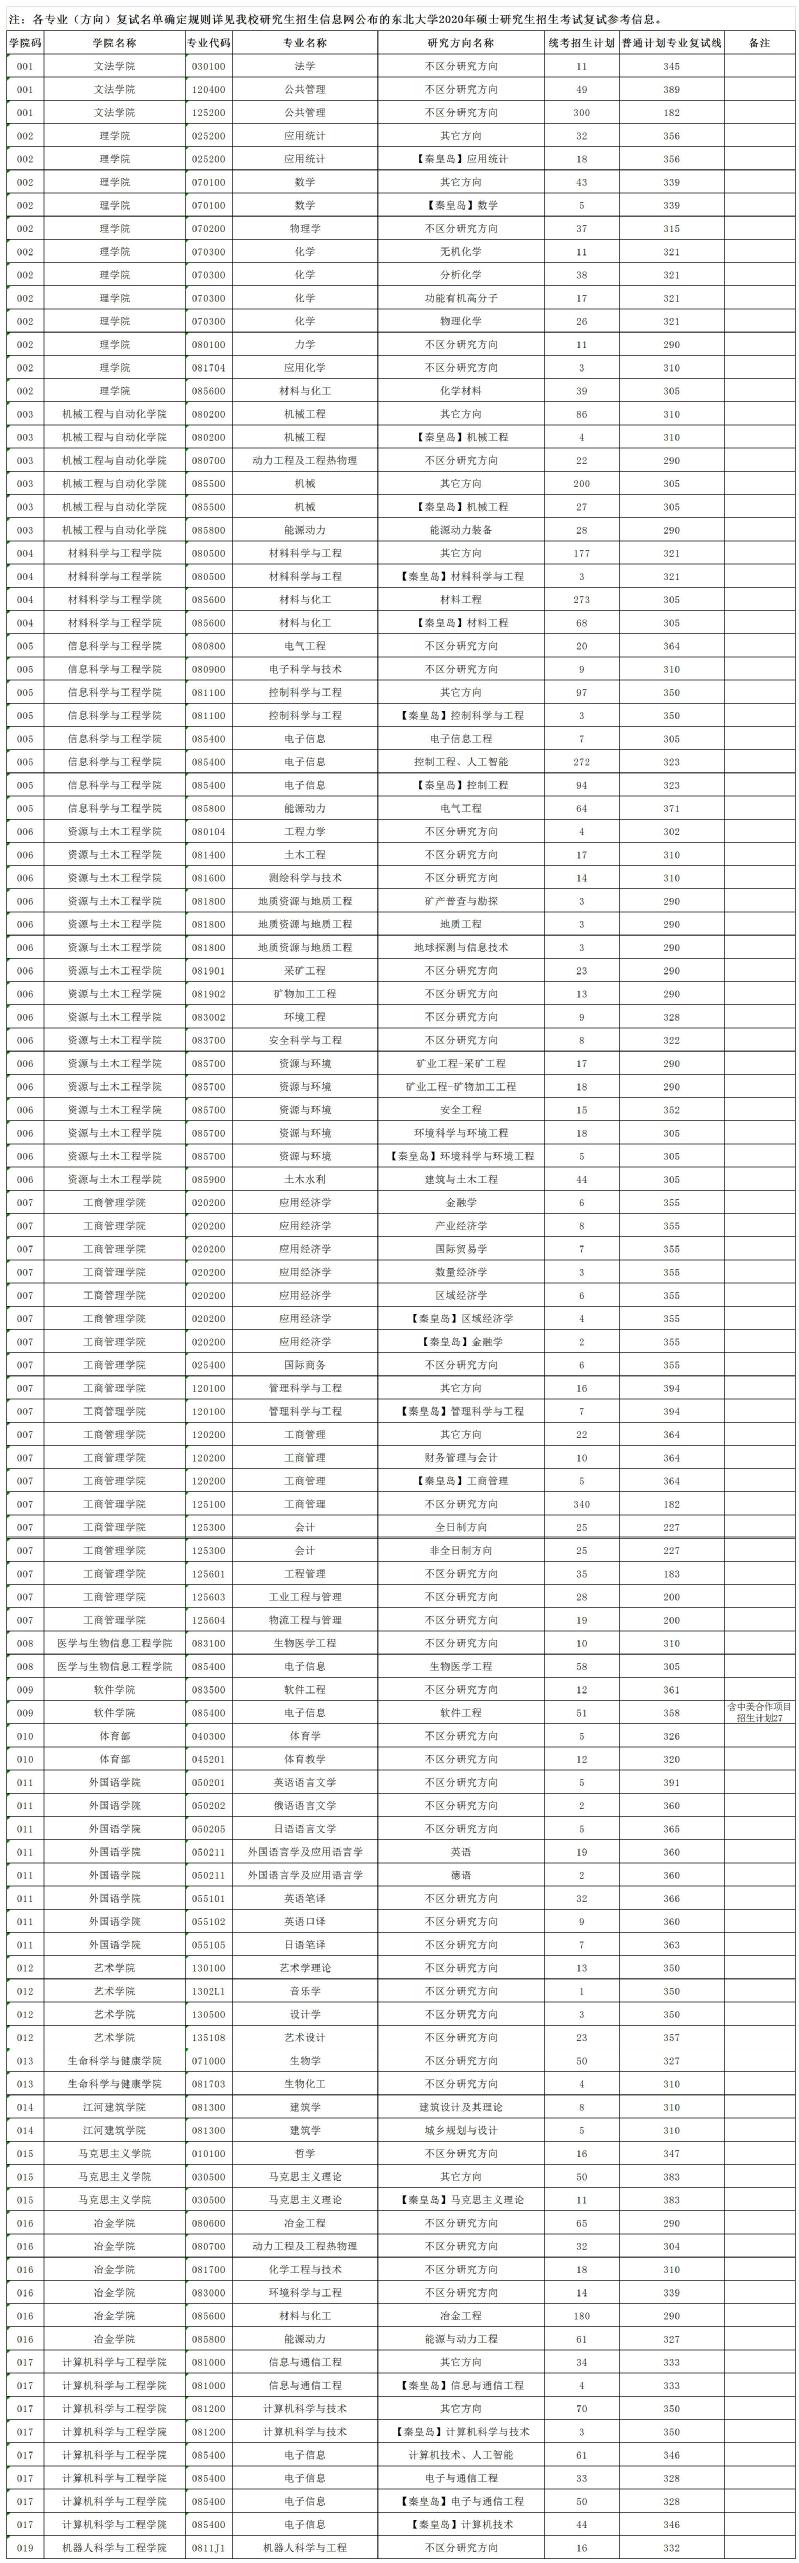 注：各专业（方向）复试名单确定规则详见我校研究生招生信息网公布的东北大学2020年硕士研究生招生考试复试参考信息。
学院码 学院名称 专业代码 专业名称 研究方向名称 统考招生计划 普通计划专业复试线 备注
001 文法学院 030100 法学 不区分研究方向 11 345
001 文法学院 120400 公共管理 不区分研究方向 49 389
001 文法学院 125200 公共管理 不区分研究方向 300 182
002 理学院 025200 应用统计 其它方向 32 356
002 理学院 025200 应用统计 【秦皇岛】应用统计 18 356
002 理学院 070100 数学 其它方向 43 339
002 理学院 070100 数学 【秦皇岛】数学 5 339
002 理学院 070200 物理学 不区分研究方向 37 315
002 理学院 070300 化学 无机化学 11 321
002 理学院 070300 化学 分析化学 38 321
002 理学院 070300 化学 功能有机高分子 17 321
002 理学院 070300 化学 物理化学 26 321
002 理学院 080100 力学 不区分研究方向 11 290
002 理学院 081704 应用化学 不区分研究方向 3 310
002 理学院 085600 材料与化工 化学材料 39 305
003 机械工程与自动化学院 080200 机械工程 其它方向 86 310
003 机械工程与自动化学院 080200 机械工程 【秦皇岛】机械工程 4 310
003 机械工程与自动化学院 080700 动力工程及工程热物理 不区分研究方向 22 290
003 机械工程与自动化学院 085500 机械 其它方向 200 305
003 机械工程与自动化学院 085500 机械 【秦皇岛】机械工程 27 305
003 机械工程与自动化学院 085800 能源动力 能源动力装备 28 290
004 材料科学与工程学院 080500 材料科学与工程 其它方向 177 321
004 材料科学与工程学院 080500 材料科学与工程 【秦皇岛】材料科学与工程 3 321
004 材料科学与工程学院 085600 材料与化工 材料工程 273 305
004 材料科学与工程学院 085600 材料与化工 【秦皇岛】材料工程 68 305
005 信息科学与工程学院 080800 电气工程 不区分研究方向 20 364
005 信息科学与工程学院 080900 电子科学与技术 不区分研究方向 9 310
005 信息科学与工程学院 081100 控制科学与工程 其它方向 97 350
005 信息科学与工程学院 081100 控制科学与工程 【秦皇岛】控制科学与工程 3 350
005 信息科学与工程学院 085400 电子信息 电子信息工程 7 305
005 信息科学与工程学院 085400 电子信息 控制工程、人工智能 272 323
005 信息科学与工程学院 085400 电子信息 【秦皇岛】控制工程 94 323
005 信息科学与工程学院 085800 能源动力 电气工程 64 371
006 资源与土木工程学院 080104 工程力学 不区分研究方向 4 302
006 资源与土木工程学院 081400 土木工程 不区分研究方向 17 310
006 资源与土木工程学院 081600 测绘科学与技术 不区分研究方向 14 310
006 资源与土木工程学院 081800 地质资源与地质工程 矿产普查与勘探 3 290
006 资源与土木工程学院 081800 地质资源与地质工程 地质工程 3 290
006 资源与土木工程学院 081800 地质资源与地质工程 地球探测与信息技术 3 290
006 资源与土木工程学院 081901 采矿工程 不区分研究方向 23 290
006 资源与土木工程学院 081902 矿物加工工程 不区分研究方向 13 290
006 资源与土木工程学院 083002 环境工程 不区分研究方向 9 328
006 资源与土木工程学院 083700 安全科学与工程 不区分研究方向 8 322
006 资源与土木工程学院 085700 资源与环境 矿业工程-采矿工程 17 290
006 资源与土木工程学院 085700 资源与环境 矿业工程-矿物加工工程 18 290
006 资源与土木工程学院 085700 资源与环境 安全工程 15 352
006 资源与土木工程学院 085700 资源与环境 环境科学与环境工程 18 305
006 资源与土木工程学院 085700 资源与环境 【秦皇岛】环境科学与环境工程 5 305
006 资源与土木工程学院 085900 土木水利 建筑与土木工程 44 305
007 工商管理学院 020200 应用经济学 金融学 6 355
007 工商管理学院 020200 应用经济学 产业经济学 8 355
007 工商管理学院 020200 应用经济学 国际贸易学 7 355
007 工商管理学院 020200 应用经济学 数量经济学 3 355
007 工商管理学院 020200 应用经济学 区域经济学 6 355
007 工商管理学院 020200 应用经济学 【秦皇岛】区域经济学 4 355
007 工商管理学院 020200 应用经济学 【秦皇岛】金融学 2 355
007 工商管理学院 025400 国际商务 不区分研究方向 6 355
007 工商管理学院 120100 管理科学与工程 其它方向 16 394
007 工商管理学院 120100 管理科学与工程 【秦皇岛】管理科学与工程 7 394
007 工商管理学院 120200 工商管理 其它方向 22 364
007 工商管理学院 120200 工商管理 财务管理与会计 10 364
007 工商管理学院 120200 工商管理 【秦皇岛】工商管理 5 364
007 工商管理学院 125100 工商管理 不区分研究方向 340 182
007 工商管理学院 125300 会计 全日制方向 25 227
007 工商管理学院 125300 会计 非全日制方向 25 227
007 工商管理学院 125601 工程管理 不区分研究方向 35 183
007 工商管理学院 125603 工业工程与管理 不区分研究方向 28 200
007 工商管理学院 125604 物流工程与管理 不区分研究方向 19 200
008 医学与生物信息工程学院 083100 生物医学工程 不区分研究方向 10 310
008 医学与生物信息工程学院 085400 电子信息 生物医学工程 58 305
009 软件学院 083500 软件工程 不区分研究方向 12 361
009 软件学院 085400 电子信息 软件工程 51 358 含中美合作项目招生计划27
010 体育部 040300 体育学 不区分研究方向 5 326
010 体育部 045201 体育教学 不区分研究方向 12 320
011 外国语学院 050201 英语语言文学 不区分研究方向 5 391
011 外国语学院 050202 俄语语言文学 不区分研究方向 2 360
011 外国语学院 050205 日语语言文学 不区分研究方向 5 365
011 外国语学院 050211 外国语言学及应用语言学 英语 19 360
011 外国语学院 050211 外国语言学及应用语言学 德语 2 360
011 外国语学院 055101 英语笔译 不区分研究方向 32 366
011 外国语学院 055102 英语口译 不区分研究方向 9 360
011 外国语学院 055105 日语笔译 不区分研究方向 7 363
012 艺术学院 130100 艺术学理论 不区分研究方向 13 350
012 艺术学院 1302L1 音乐学 不区分研究方向 1 350
012 艺术学院 130500 设计学 不区分研究方向 3 350
012 艺术学院 135108 艺术设计 不区分研究方向 23 357
013 生命科学与健康学院 071000 生物学 不区分研究方向 50 327
013 生命科学与健康学院 081703 生物化工 不区分研究方向 4 310
014 江河建筑学院 081300 建筑学 建筑设计及其理论 8 310
014 江河建筑学院 081300 建筑学 城乡规划与设计 5 310
015 马克思主义学院 010100 哲学 不区分研究方向 16 347
015 马克思主义学院 030500 马克思主义理论 其它方向 50 383
015 马克思主义学院 030500 马克思主义理论 【秦皇岛】马克思主义理论 11 383
016 冶金学院 080600 冶金工程 不区分研究方向 65 290
016 冶金学院 080700 动力工程及工程热物理 不区分研究方向 32 304
016 冶金学院 081700 化学工程与技术 不区分研究方向 18 310
016 冶金学院 083000 环境科学与工程 不区分研究方向 14 339
016 冶金学院 085600 材料与化工 冶金工程 180 290
016 冶金学院 085800 能源动力 能源与动力工程 61 327
017 计算机科学与工程学院 081000 信息与通信工程 其它方向 34 333
017 计算机科学与工程学院 081000 信息与通信工程 【秦皇岛】信息与通信工程 4 333
017 计算机科学与工程学院 081200 计算机科学与技术 其它方向 70 350
017 计算机科学与工程学院 081200 计算机科学与技术 【秦皇岛】计算机科学与技术 3 350
017 计算机科学与工程学院 085400 电子信息 计算机技术、人工智能 61 346
017 计算机科学与工程学院 085400 电子信息 电子与通信工程 33 328
017 计算机科学与工程学院 085400 电子信息 【秦皇岛】电子与通信工程 50 328
017 计算机科学与工程学院 085400 电子信息 【秦皇岛】计算机技术 44 346
019 机器人科学与工程学院 0811J1 机器人科学与工程 不区分研究方向 16 332